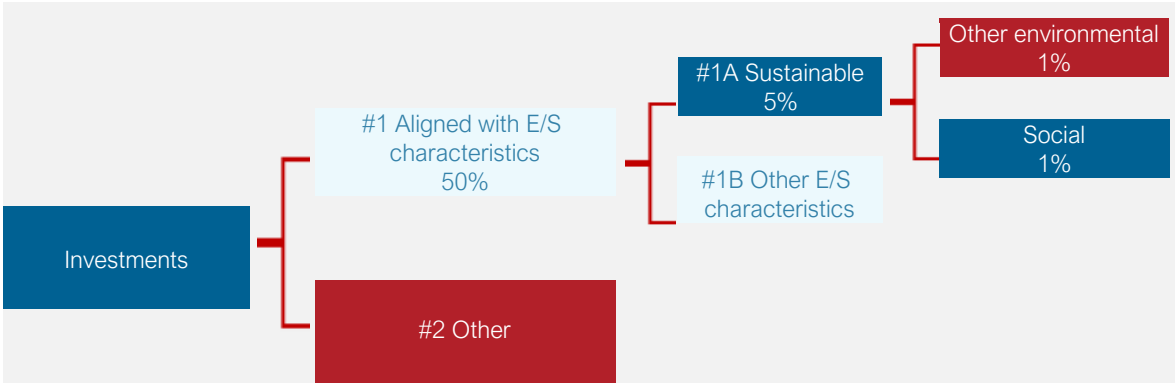 Investments
#1 Aligned with E/S
characteristics
50%
#2 Other
#1A Sustainable
5%
#1B Other E/S
characteristics
Other environmental
1%
Social
1%